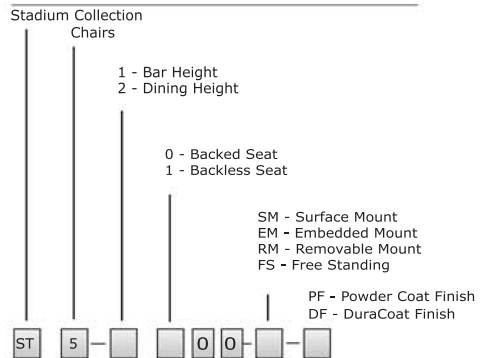 Stadium Collection
Chairs
1 - Bar Height
2 - Dining Height
0 - Backed Seat
1 - Backless Seat
SM - Surface Mount
EM - Embedded Mount
RM - Removable Mount
FS - Free Standing
PF - Powder Coat Finish
DF - DuraCoat Finish
ST 5 - 0 0 - -